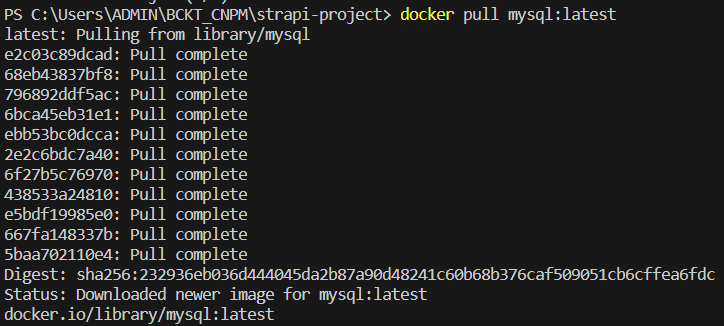 PS C:\Users\ADMIN\BCKT_CNPM\strapi-project> docker pull mysql:latest
latest: Pulling from library/mysql
e2c03c89dcad: Pull complete
68eb43837bf8: Pull complete
796892ddf5ac: Pull complete
6bca45eb31e1: Pull complete
ebb53bc0dcca: Pull complete
2e2c6bdc7a40: Pull complete
6f27b5c76970: Pull complete
438533a24810: Pull complete
e5bdf19985e0: Pull complete
667fa148337b: Pull complete
5baa702110e4: Pull complete
Digest: sha256:232936eb036d444045da2b87a90d48241c60b68b376caf509051cb6cffea6fdc
Status: Downloaded newer image for mysql:latest
docker.io/library/mysql:latest